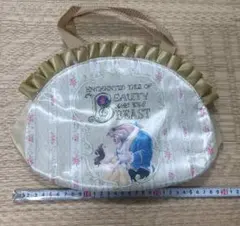 ENCHANTED TALE OF
BEAUTY
AND THE
BEAST